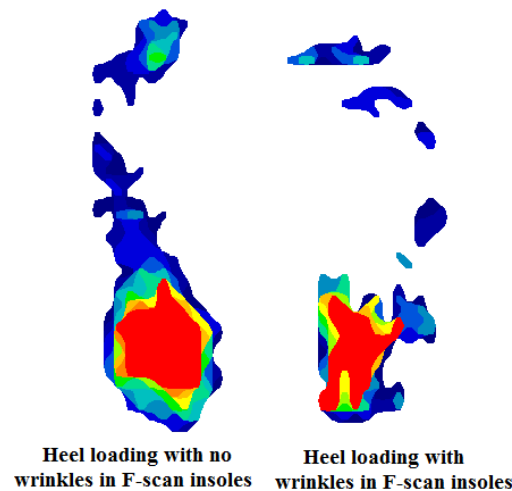 Heel loading with no
wrinkles in F-scan insoles
Heel loading with
wrinkles in F-scan insoles